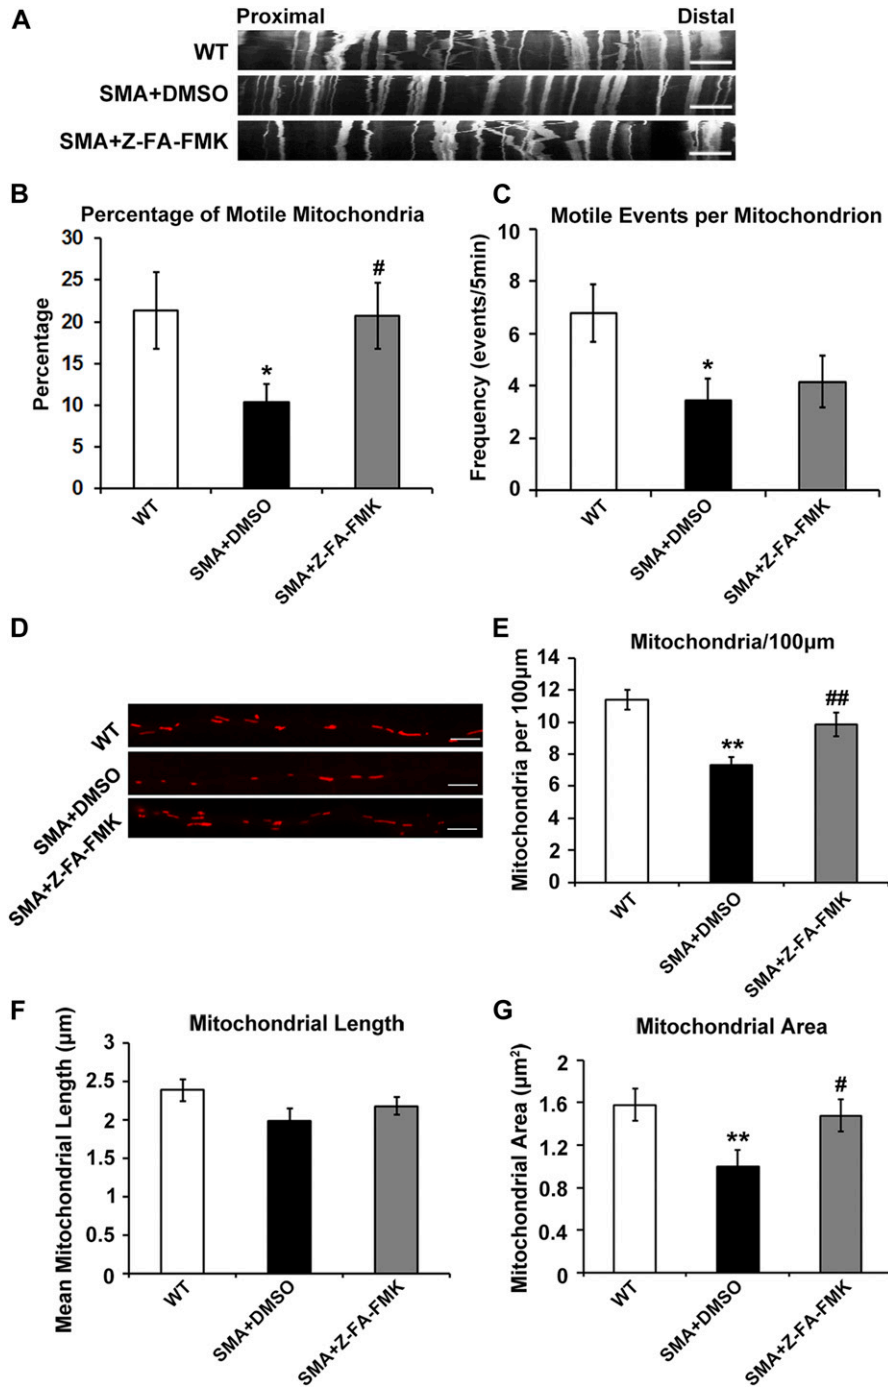 A
Proximal
Distal
WT
SMA+DMSO
SMA+Z-FA-FMK
B
Percentage of Motile Mitochondria
Percentage
30
25
20
15
10
5
0
*
#
WT
SMA+DMSO
SMA+Z-FA-FMK
C
Motile Events per Mitochondrion
Frequency (events/5min)
10
8
6
4
2
0
*
WT
SMA+DMSO
SMA+Z-FA-FMK
D
WT
SMA+DMSO
SMA+Z-FA-FMK
E
Mitochondria/100µm
Mitochondria per 100µm
14
12
10
8
6
4
2
0
**
##
WT
SMA+DMSO
SMA+Z-FA-FMK
F
Mitochondrial Length
Mean Mitochondrial Length (µm)
3
2.5
2
1.5
1
0.5
0
WT
SMA+DMSO
SMA+Z-FA-FMK
G
Mitochondrial Area
Mitochondrial Area (µm²)
2
1.6
1.2
0.8
0.4
0
**
#
WT
SMA+DMSO
SMA+Z-FA-FMK